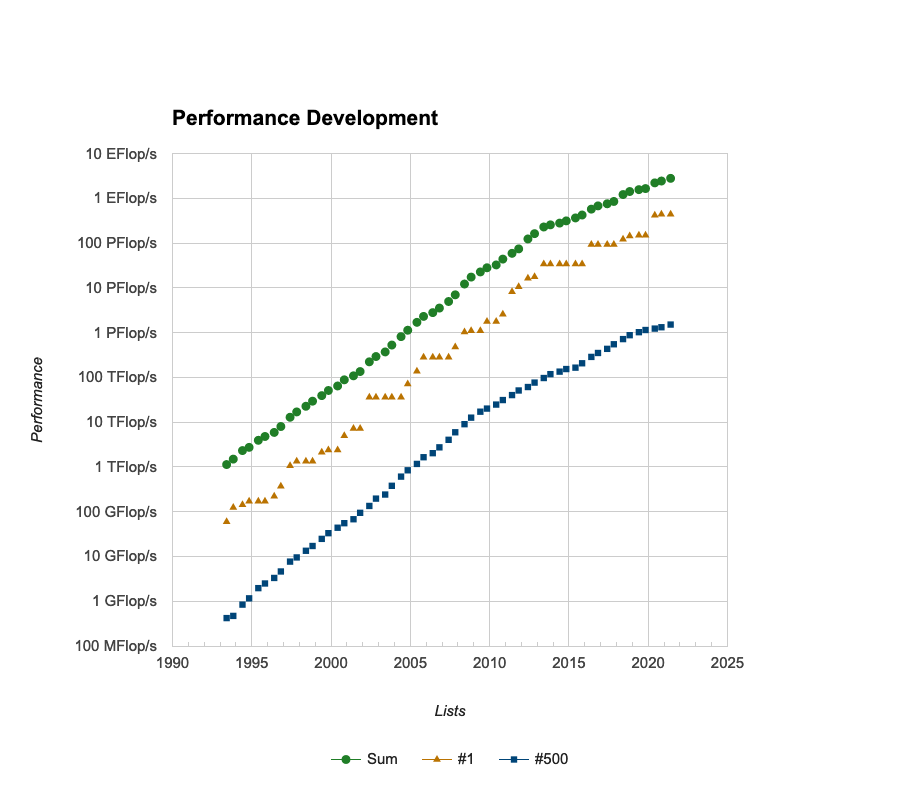 Performance Development
10 EFlop/s
1 EFlop/s
100 PFlop/s
10 PFlop/s
1 PFlop/s
100 TFlop/s
10 TFlop/s
1 TFlop/s
100 GFlop/s
10 GFlop/s
1 GFlop/s
100 MFlop/s
Performance
1990 1995 2000 2005 2010 2015 2020 2025
Lists
Sum #1 #500